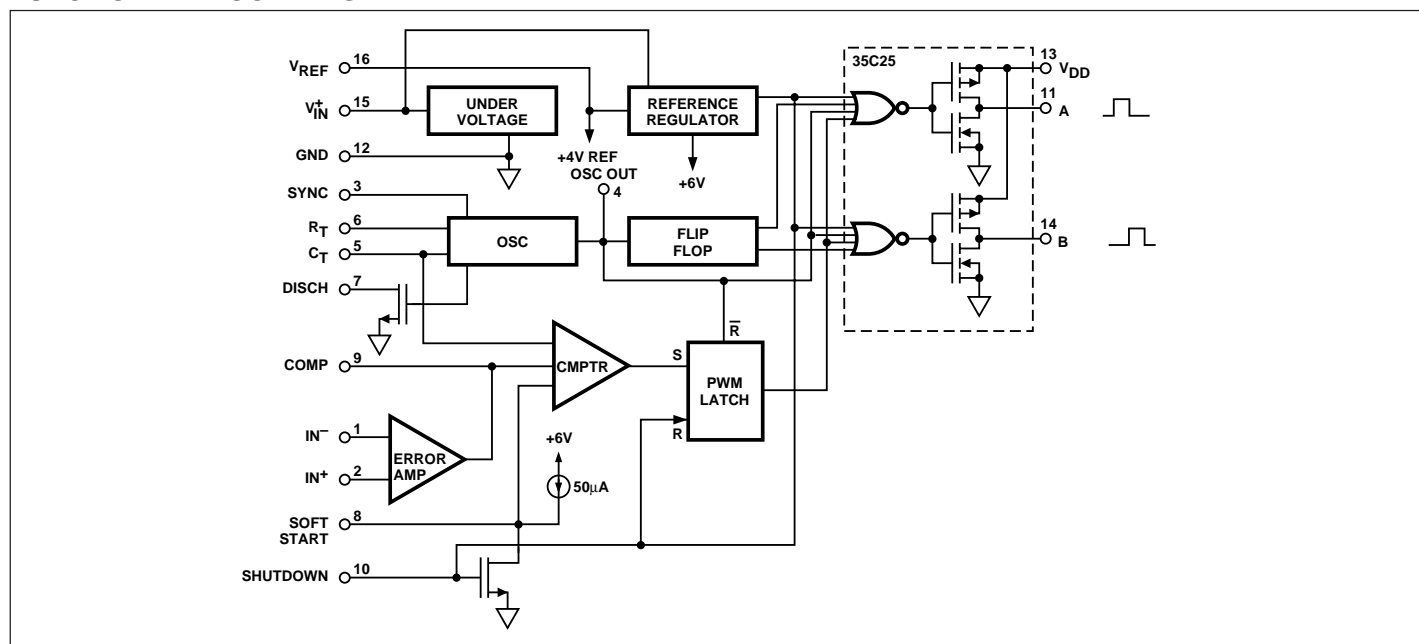 16
V_REF
15
V_IN^+
UNDER
VOLTAGE
REFERENCE
REGULATOR
12
GND
+4V REF
OSC OUT
4
+6V
3
SYNC
6
R_T
5
C_T
OSC
FLIP
FLOP
7
DISCH
9
COMP
CMPTR
S
R̅
PWM
LATCH
R
1
IN–
2
IN+
ERROR
AMP
+6V
50µA
8
SOFT
START
10
SHUTDOWN
35C25
13
V_DD
11
A
14
B